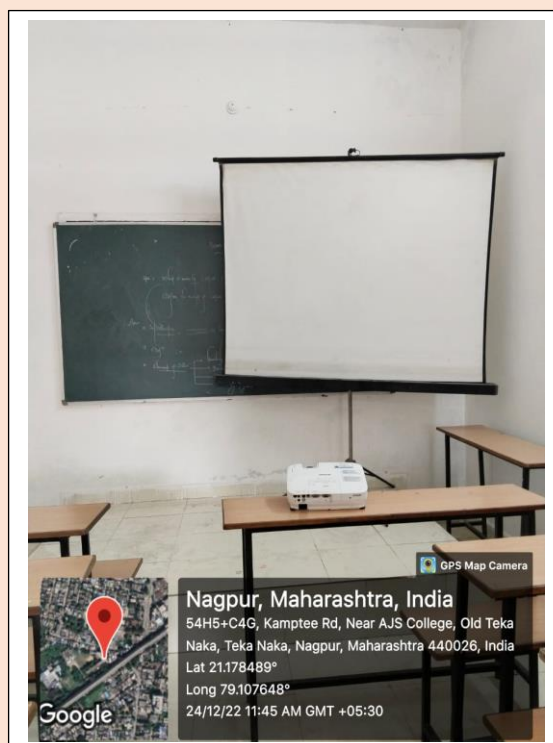 GPS Map Camera
Nagpur, Maharashtra, India
54H5+C4G, Kamptee Rd, Near AJS College, Old Teka
Naka, Teka Naka, Nagpur, Maharashtra 440026, India
Lat 21.178489°
Long 79.107648°
24/12/22 11:45 AM GMT +05:30
Google